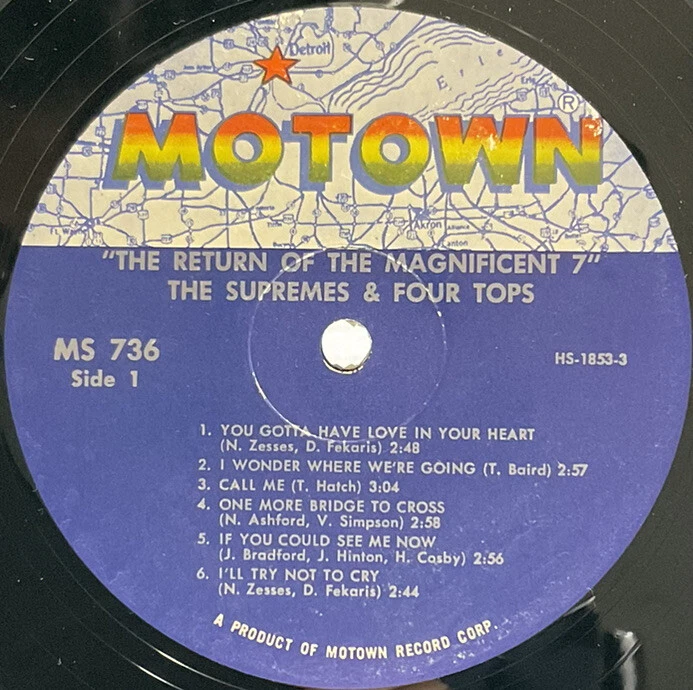 Detroit
Erie
®
MOTOWN
Akron
Canton
"THE RETURN OF THE MAGNIFICENT 7"
THE SUPREMES & FOUR TOPS
MS 736
HS-1853-3
Side 1
1. YOU GOTTA HAVE LOVE IN YOUR HEART
(N. Zesses, D. Fekaris) 2:48
2. I WONDER WHERE WE'RE GOING (T. Baird) 2:57
3. CALL ME (T. Hatch) 3:04
4. ONE MORE BRIDGE TO CROSS
(N. Ashford, V. Simpson) 2:58
5. IF YOU COULD SEE ME NOW
(J. Bradford, J. Hinton, H. Cosby) 2:56
6. I'LL TRY NOT TO CRY
(N. Zesses, D. Fekaris) 2:44
A PRODUCT OF MOTOWN RECORD CORP.